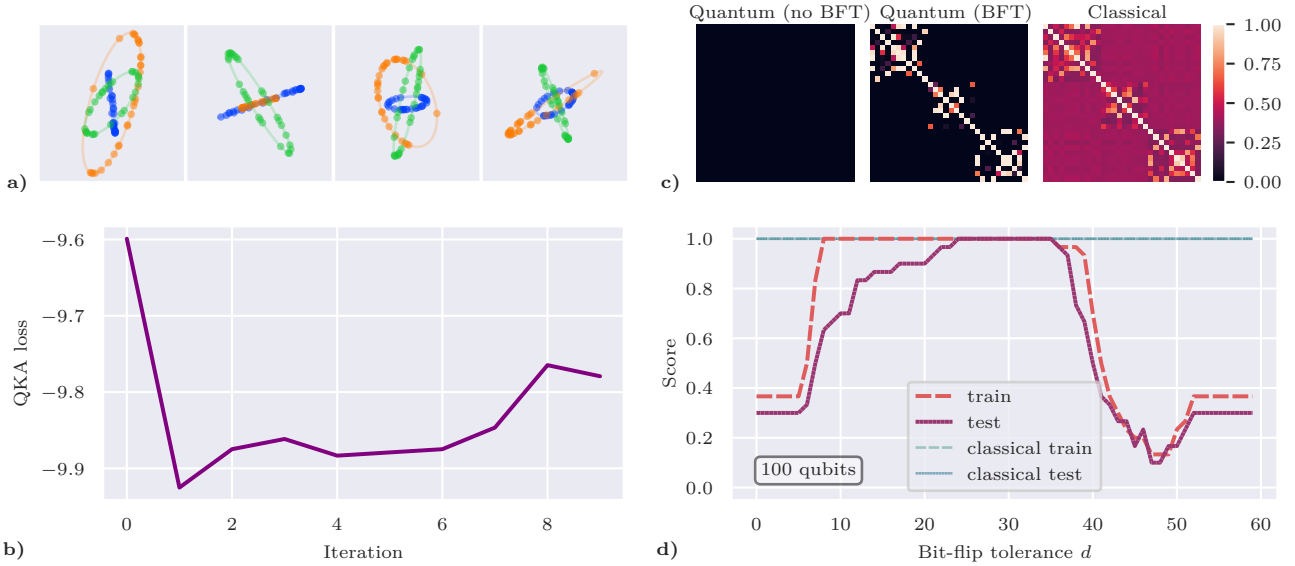 a)
Quantum (no BFT) Quantum (BFT) Classical
1.00
0.75
0.50
0.25
0.00
c)
−9.6
−9.7
−9.8
−9.9
QKA loss
0 2 4 6 8
Iteration
b)
1.0
0.8
0.6
0.4
0.2
0.0
Score
train
test
classical train
classical test
100 qubits
0 10 20 30 40 50 60
Bit-flip tolerance d
d)